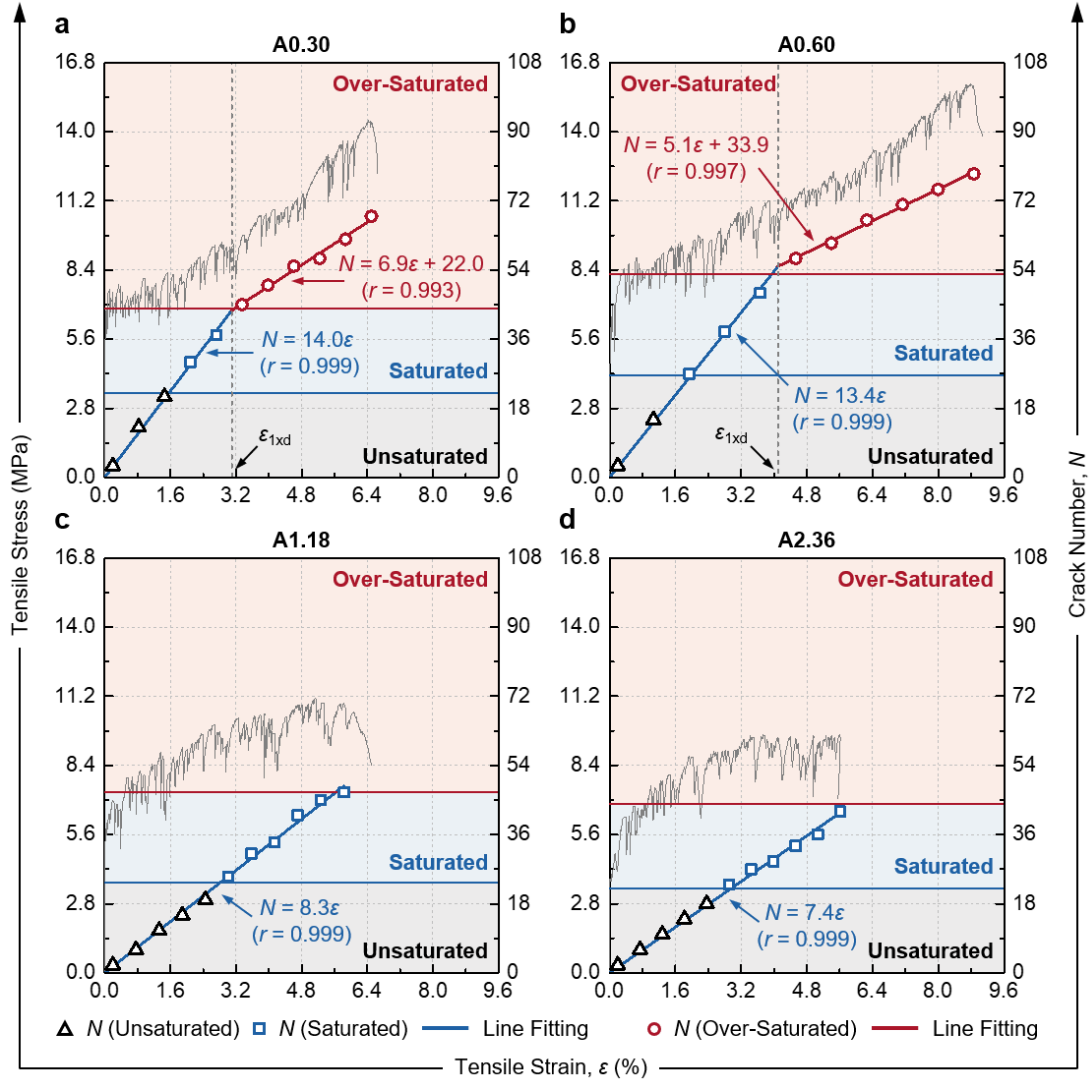 a
A0.30
16.8
14.0
11.2
8.4
5.6
2.8
0.0
108
90
72
54
36
18
0
Over-Saturated
N = 6.9ε + 22.0
(r = 0.993)
N = 14.0ε
(r = 0.999)
Saturated
ε1xd
Unsaturated
0.0 1.6 3.2 4.8 6.4 8.0 9.6
b
A0.60
16.8
14.0
11.2
8.4
5.6
2.8
0.0
108
90
72
54
36
18
0
Over-Saturated
N = 5.1ε + 33.9
(r = 0.997)
Saturated
N = 13.4ε
(r = 0.999)
ε1xd
Unsaturated
0.0 1.6 3.2 4.8 6.4 8.0 9.6
c
A1.18
16.8
14.0
11.2
8.4
5.6
2.8
0.0
108
90
72
54
36
18
0
Over-Saturated
Saturated
N = 8.3ε
(r = 0.999)
Unsaturated
0.0 1.6 3.2 4.8 6.4 8.0 9.6
d
A2.36
16.8
14.0
11.2
8.4
5.6
2.8
0.0
108
90
72
54
36
18
0
Over-Saturated
Saturated
N = 7.4ε
(r = 0.999)
Unsaturated
0.0 1.6 3.2 4.8 6.4 8.0 9.6
Tensile Stress (MPa)
Crack Number, N
N (Unsaturated) N (Saturated) Line Fitting N (Over-Saturated) Line Fitting
Tensile Strain, ε (%)